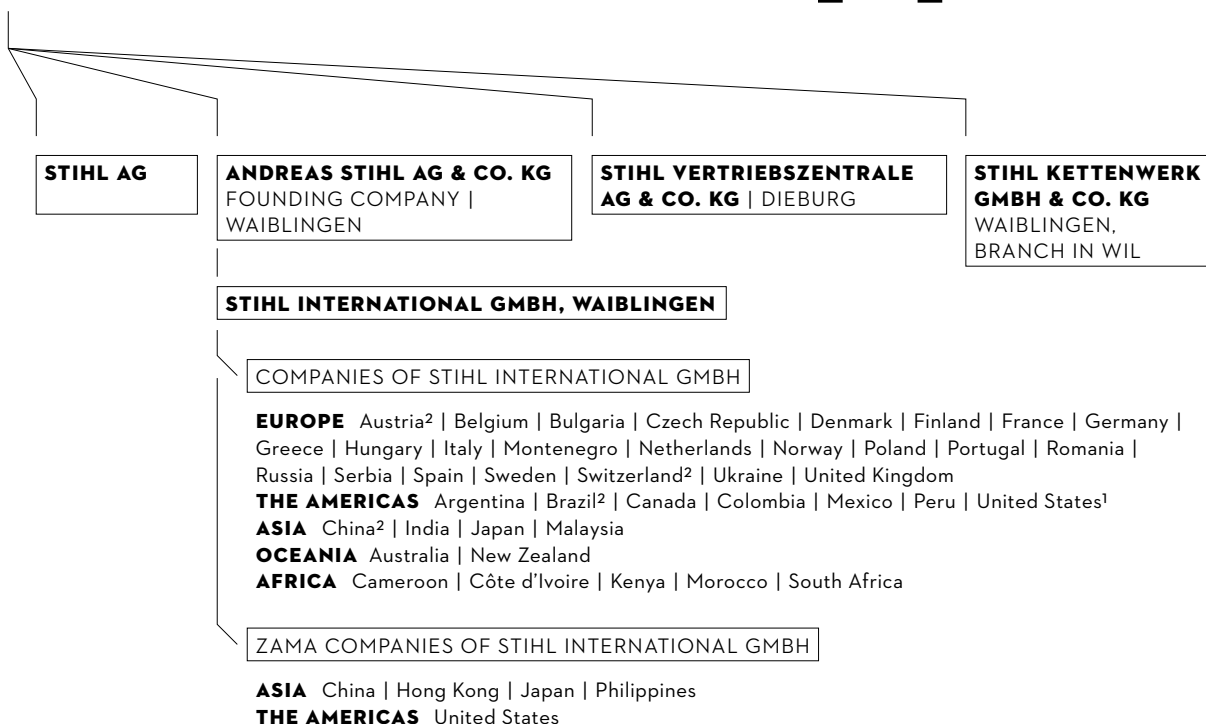 STIHL AG
ANDREAS STIHL AG & CO. KG
FOUNDING COMPANY |
WAIBLINGEN
STIHL VERTRIEBSZENTRALE
AG & CO. KG | DIEBURG
STIHL KETTENWERK
GMBH & CO. KG
WAIBLINGEN,
BRANCH IN WIL
STIHL INTERNATIONAL GMBH, WAIBLINGEN
COMPANIES OF STIHL INTERNATIONAL GMBH
EUROPE Austria² | Belgium | Bulgaria | Czech Republic | Denmark | Finland | France | Germany |
Greece | Hungary | Italy | Montenegro | Netherlands | Norway | Poland | Portugal | Romania |
Russia | Serbia | Spain | Sweden | Switzerland² | Ukraine | United Kingdom
THE AMERICAS Argentina | Brazil² | Canada | Colombia | Mexico | Peru | United States¹
ASIA China² | India | Japan | Malaysia
OCEANIA Australia | New Zealand
AFRICA Cameroon | Côte d'Ivoire | Kenya | Morocco | South Africa
ZAMA COMPANIES OF STIHL INTERNATIONAL GMBH
ASIA China | Hong Kong | Japan | Philippines
THE AMERICAS United States